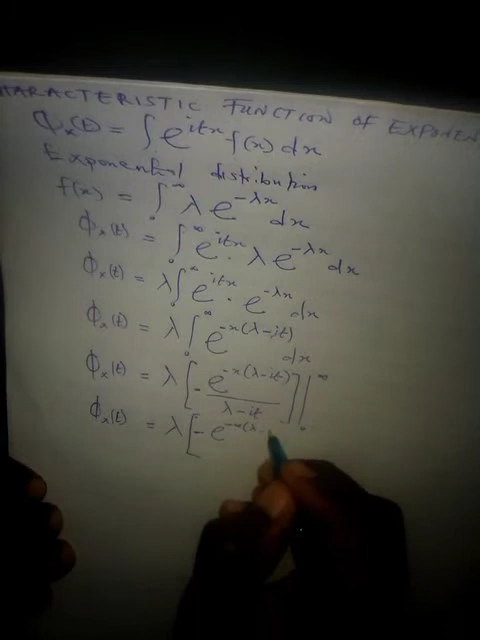 HARACTERISTIC FUNCTION OF EXPONEN
ϕₓ(t) = ∫ e^{itx} f(x) dx
Exponential distribution
f(x) = ∫₀^∞ λ e^{-λx} dx
ϕₓ(t) = ∫₀^∞ e^{itx} · λ e^{-λx} dx
ϕₓ(t) = λ ∫₀^∞ e^{itx} · e^{-λx} dx
ϕₓ(t) = λ ∫₀^∞ e^{-x(λ-it)} dx
ϕₓ(t) = λ [ - e^{-x(λ-it)} / λ-it ] |₀^∞
ϕₓ(t) = λ [ - e^{-∞(λ-